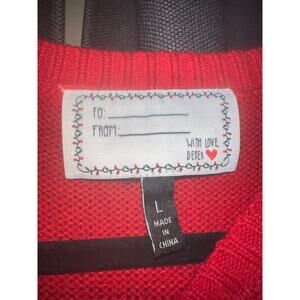 TO:
FROM:
WITH LOVE,
DEREK
L
MADE
IN
CHINA